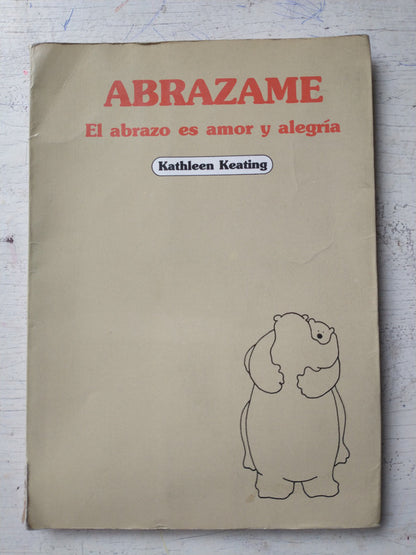 ABRAZAME
El abrazo es amor y alegría
Kathleen Keating